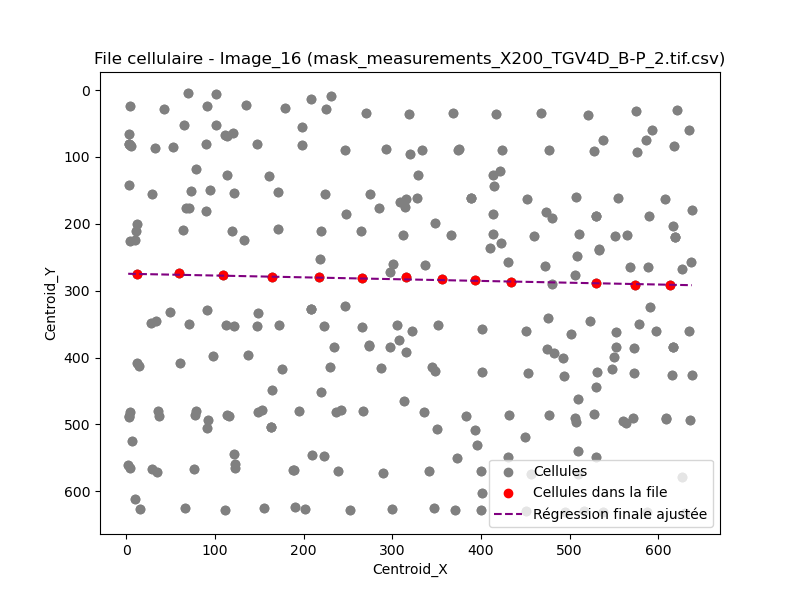 File cellulaire - Image_16 (mask_measurements_X200_TGV4D_B-P_2.tif.csv)
0
100
200
300
400
500
600
Centroid_Y
Cellules
Cellules dans la file
Régression finale ajustée
0 100 200 300 400 500 600
Centroid_X